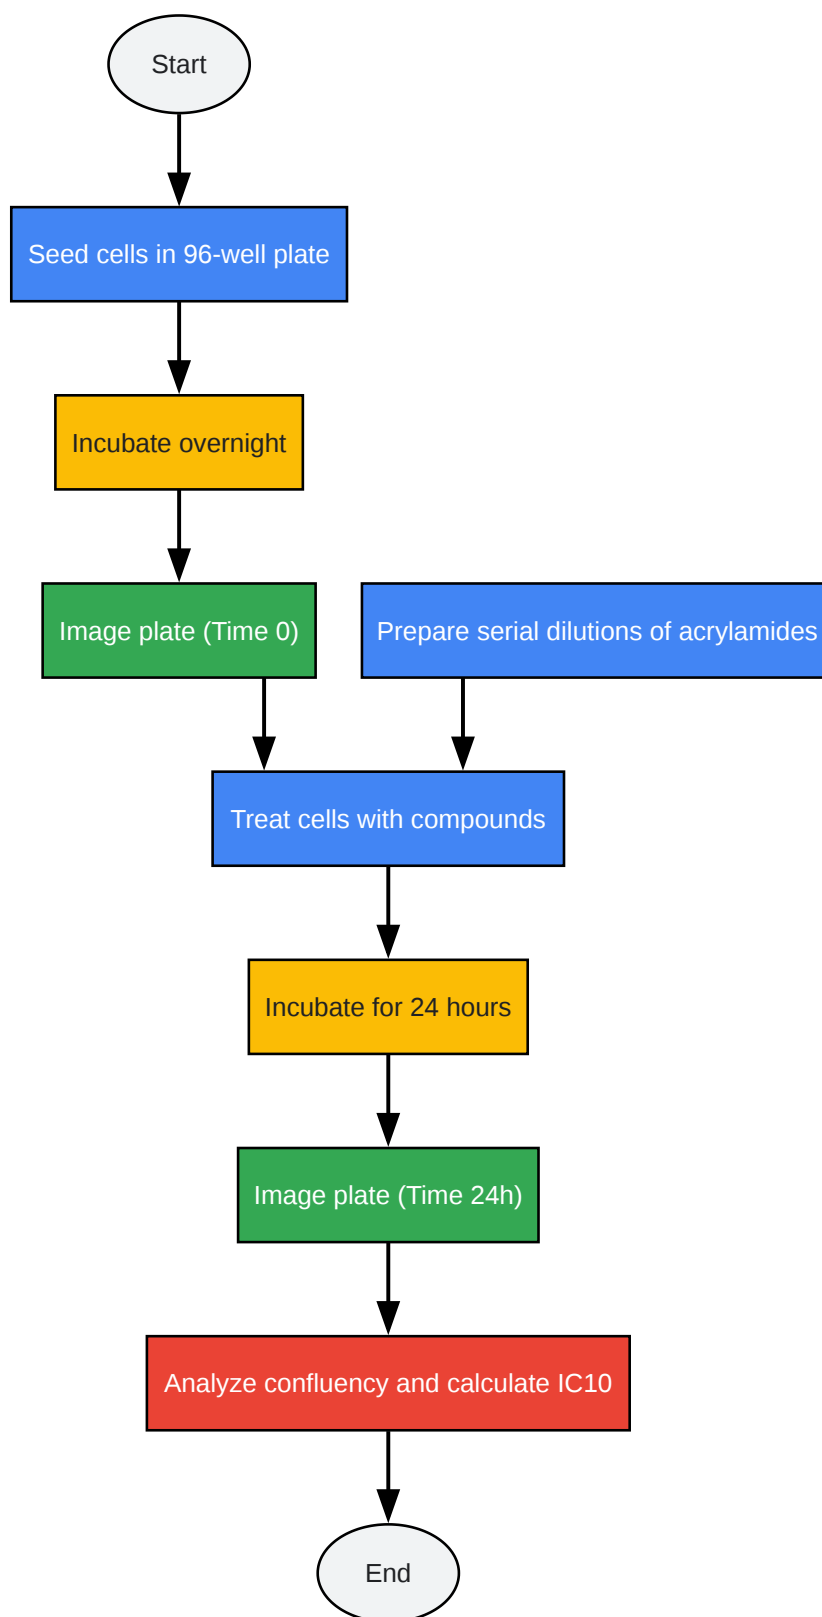 Start
Seed cells in 96-well plate
Incubate overnight
Image plate (Time 0)
Prepare serial dilutions of acrylamides
Treat cells with compounds
Incubate for 24 hours
Image plate (Time 24h)
Analyze confluency and calculate IC10
End